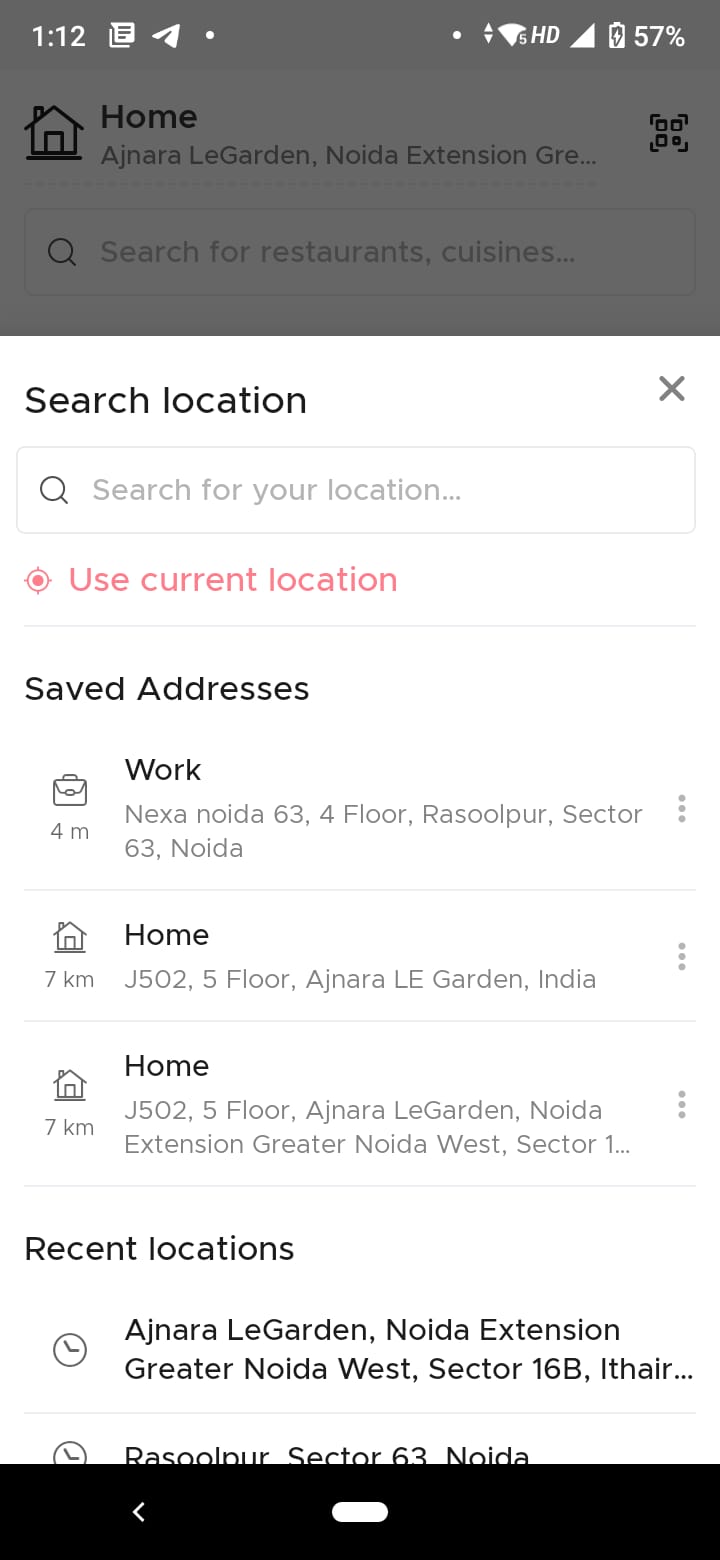 1:12
5 HD
57%
Home
Ajnara LeGarden, Noida Extension Gre...
Search for restaurants, cuisines...
Search location
Search for your location...
Use current location
Saved Addresses
Work
4 m
Nexa noida 63, 4 Floor, Rasoolpur, Sector
63, Noida
Home
7 km
J502, 5 Floor, Ajnara LE Garden, India
Home
7 km
J502, 5 Floor, Ajnara LeGarden, Noida
Extension Greater Noida West, Sector 1...
Recent locations
Ajnara LeGarden, Noida Extension
Greater Noida West, Sector 16B, Ithair...
Rasoolpur, Sector 63, Noida